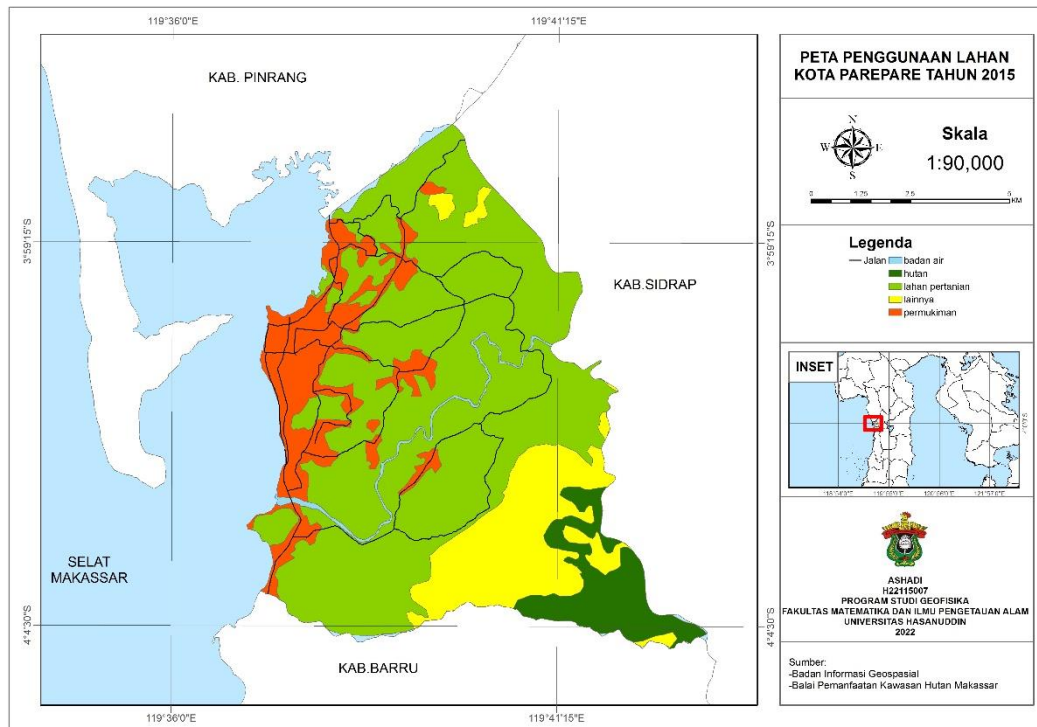 119°36'0"E
119°41'15"E
KAB. PINRANG
KAB.SIDRAP
SELAT
MAKASSAR
KAB.BARRU
3°59'15"S
3°59'15"S
4°4'30"S
4°4'30"S
119°36'0"E
119°41'15"E
PETA PENGGUNAAN LAHAN
KOTA PAREPARE TAHUN 2015
N
W E
S
Skala
1:90,000
0 1.75 2.5 5
KM
Legenda
Jalan
badan air
hutan
lahan pertanian
lainnya
permukiman
INSET
ASHADI
H22115007
PROGRAM STUDI GEOFISIKA
FAKULTAS MATEMATIKA DAN ILMU PENGETAUAN ALAM
UNIVERSITAS HASANUDDIN
2022
Sumber:
-Badan Informasi Geospasial
-Balai Pemanfaatan Kawasan Hutan Makassar